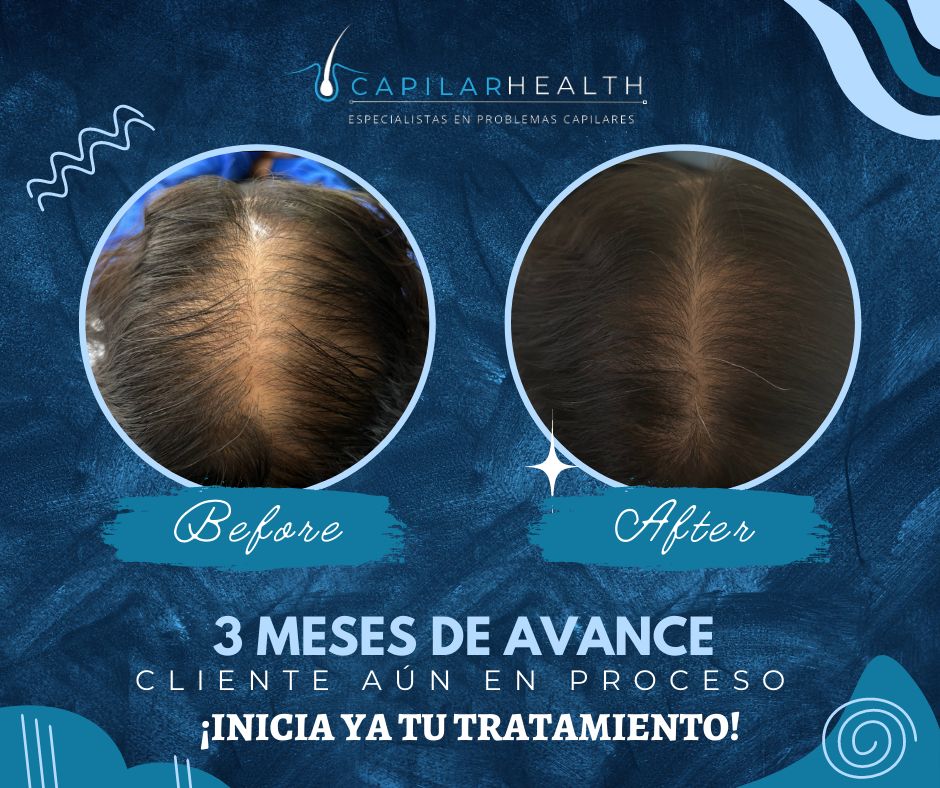 CAPILARHEALTH
ESPECIALISTAS EN PROBLEMAS CAPILARES
Before
After
3 MESES DE AVANCE
CLIENTE AÚN EN PROCESO
¡INICIA YA TU TRATAMIENTO!